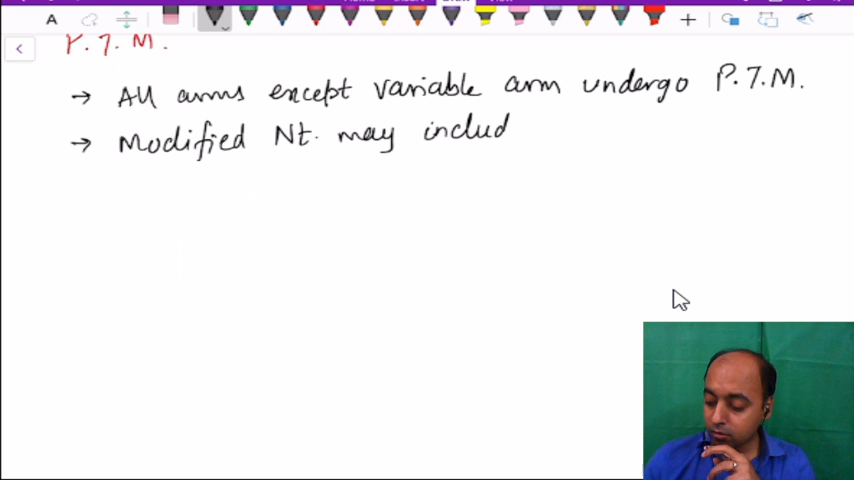 P.T.M.
→ All arms except variable arm undergo P.T.M.
→ Modified Nt. may includ